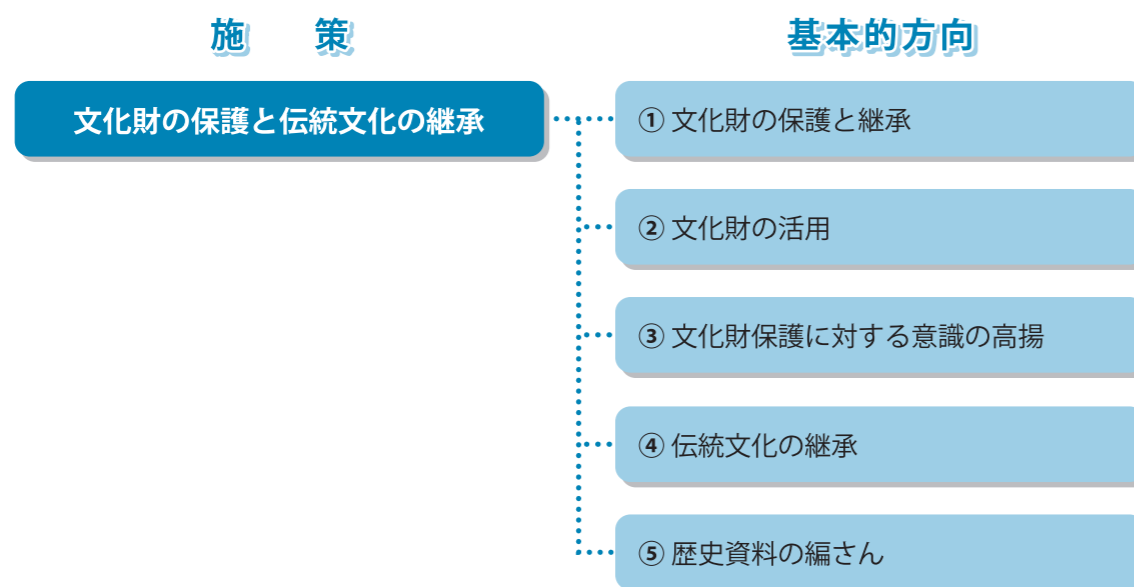 施　策
基本的方向
文化財の保護と伝統文化の継承
① 文化財の保護と継承
② 文化財の活用
③ 文化財保護に対する意識の高揚
④ 伝統文化の継承
⑤ 歴史資料の編さん